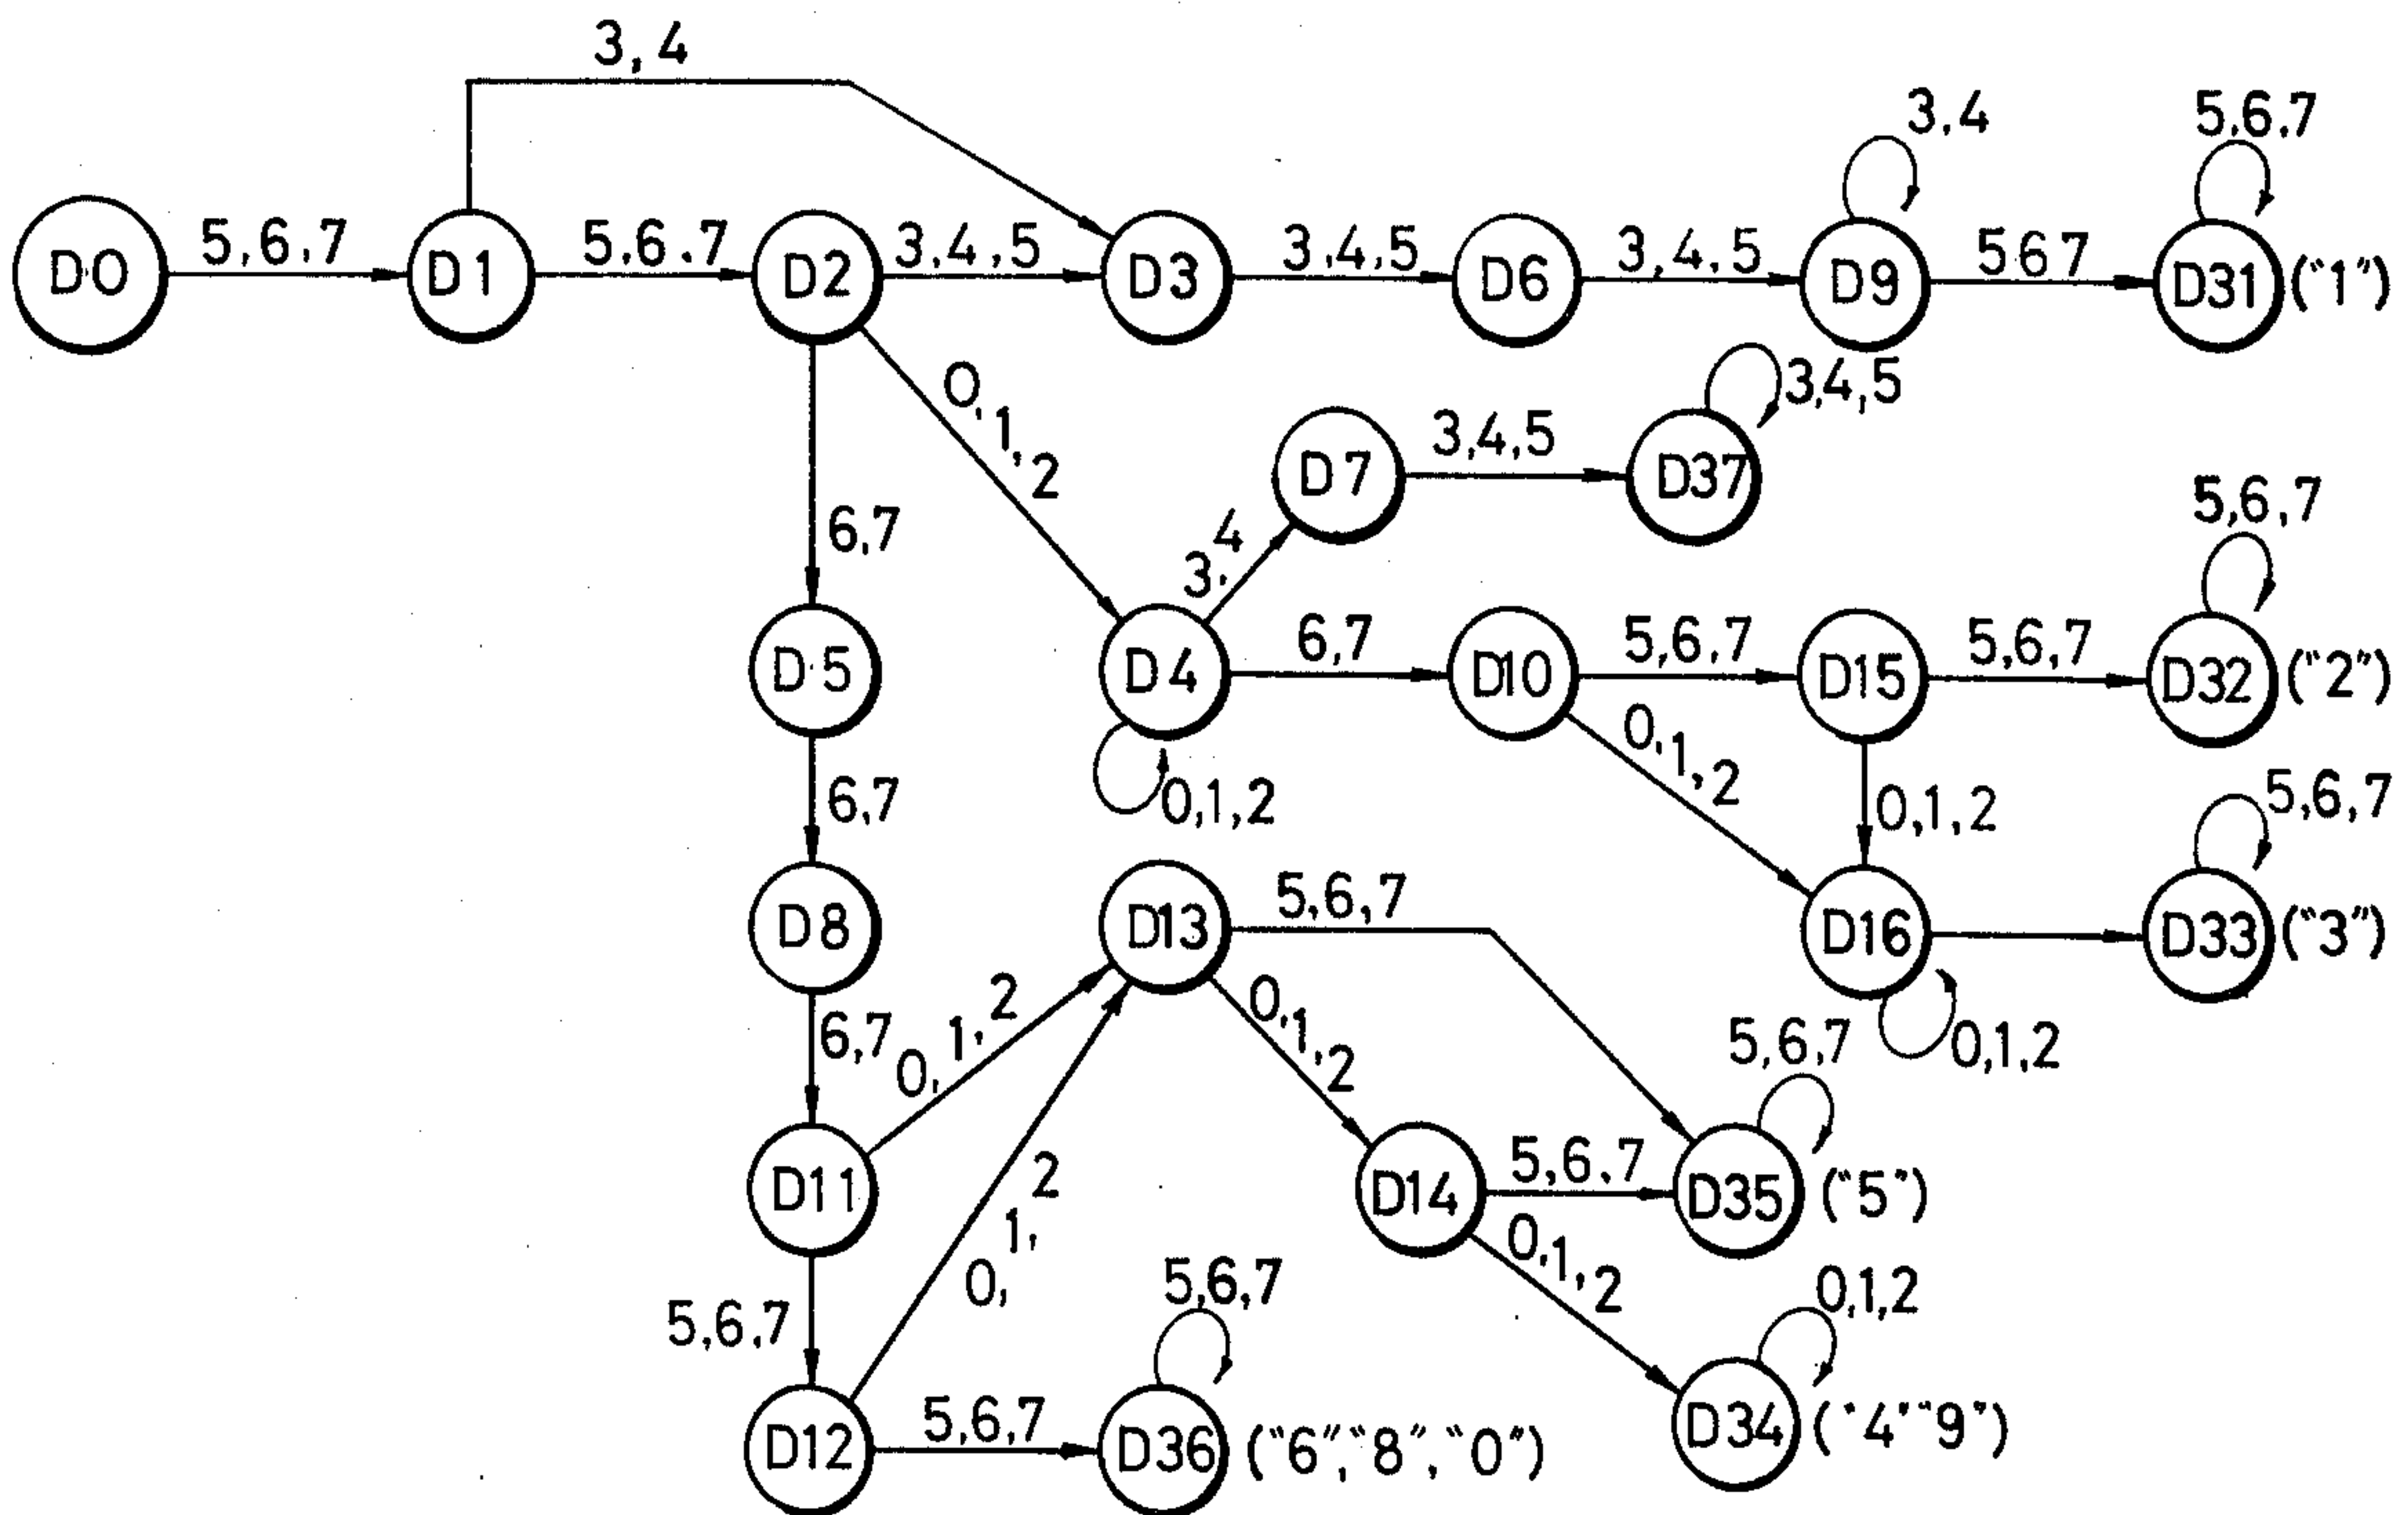 3,4
3,4
5,6,7
D0
5,6,7
D1
5,6,7
D2
3,4,5
D3
3,4,5
D6
3,4,5
D9
5 6 7
D31
("1")
0,1,2
D7
3,4,5
D37
3,4,5
6,7
3,4
5,6,7
D5
D4
6,7
D10
5,6,7
D15
5,6,7
D32
("2")
6,7
0,1,2
0,1,2
0,1,2
5,6,7
D8
D13
5,6,7
D16
D33
("3")
6,7
0,1,2
0,1,2
5,6,7
0,1,2
D11
0,1,2
D14
5,6,7
D35
("5")
5,6,7
5,6,7
0,1,2
0,1,2
D12
5,6,7
D36
("6","8","0")
D34
("4""9")